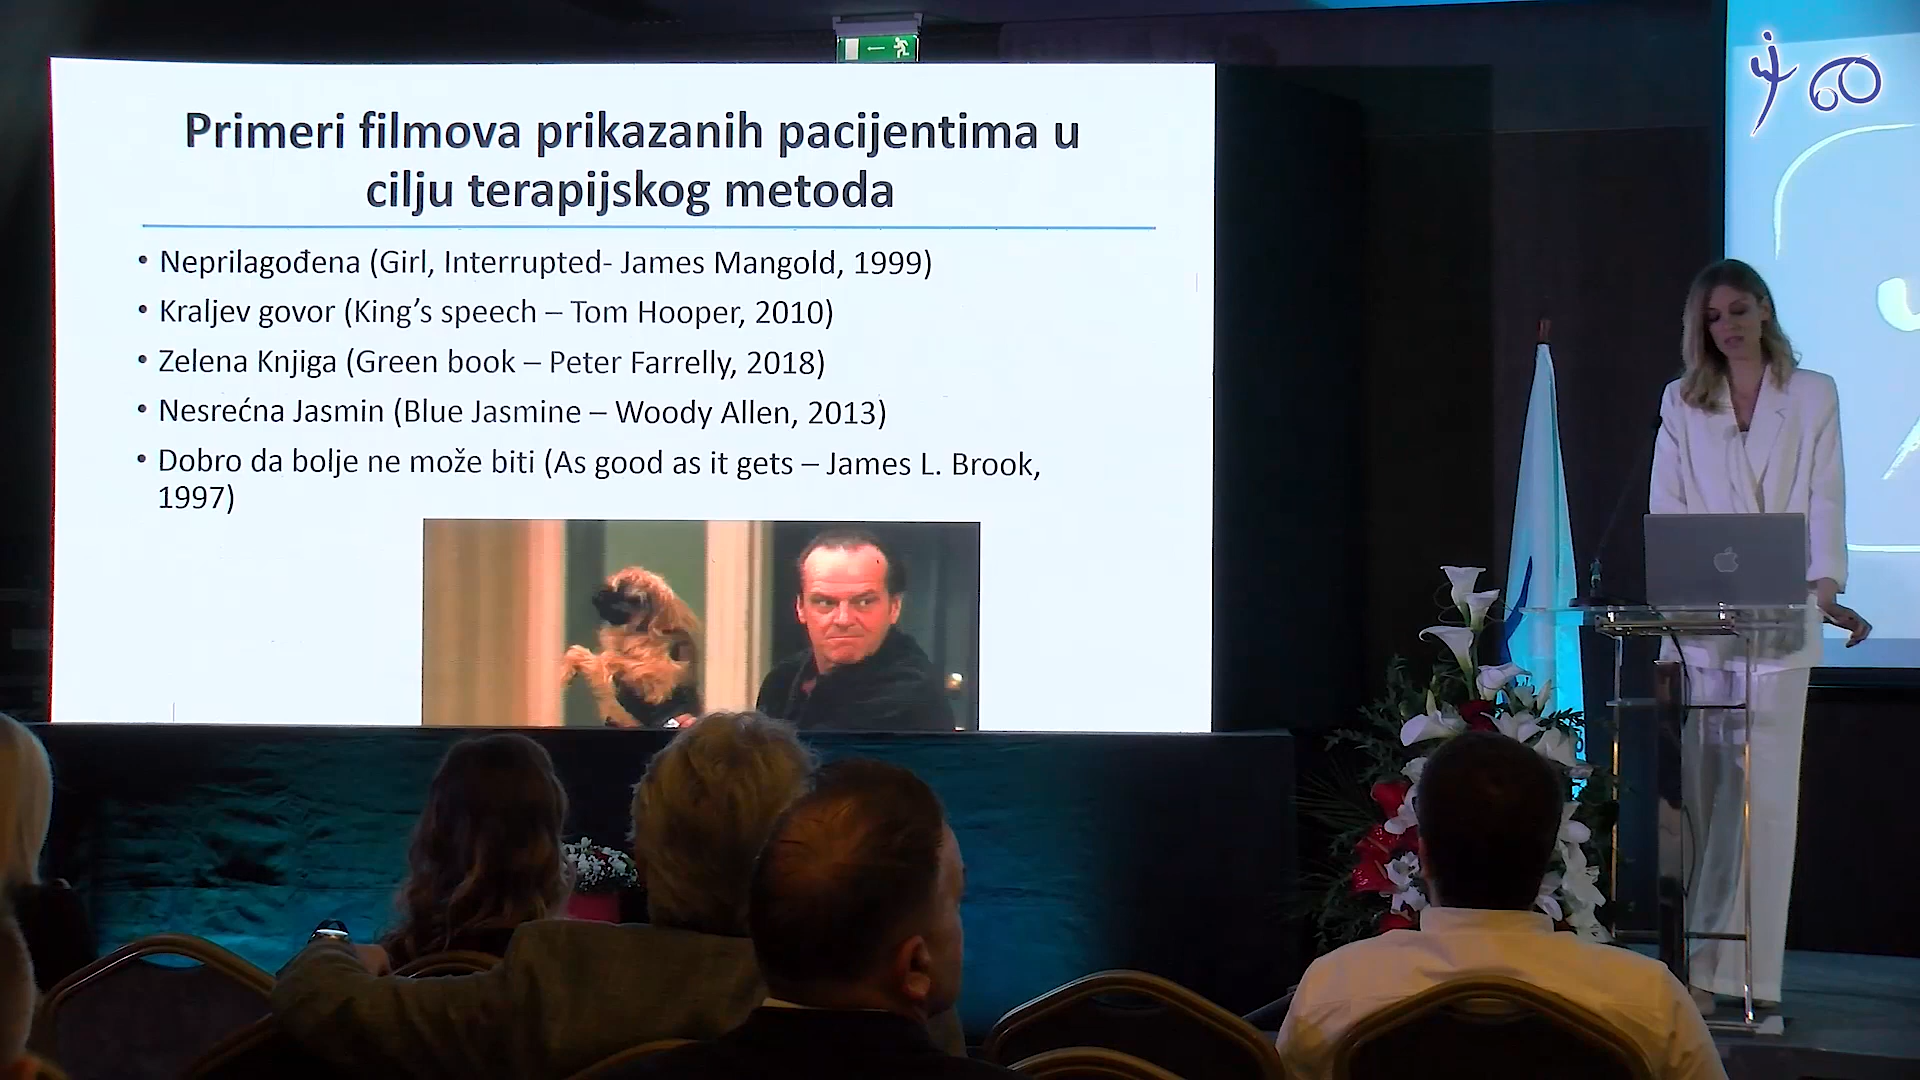 Primeri filmova prikazanih pacijentima u
cilju terapijskog metoda
• Neprilagođena (Girl, Interrupted- James Mangold, 1999)
• Kraljev govor (King’s speech – Tom Hooper, 2010)
• Zelena Knjiga (Green book – Peter Farrelly, 2018)
• Nesrećna Jasmin (Blue Jasmine – Woody Allen, 2013)
• Dobro da bolje ne može biti (As good as it gets – James L. Brook,
1997)
60